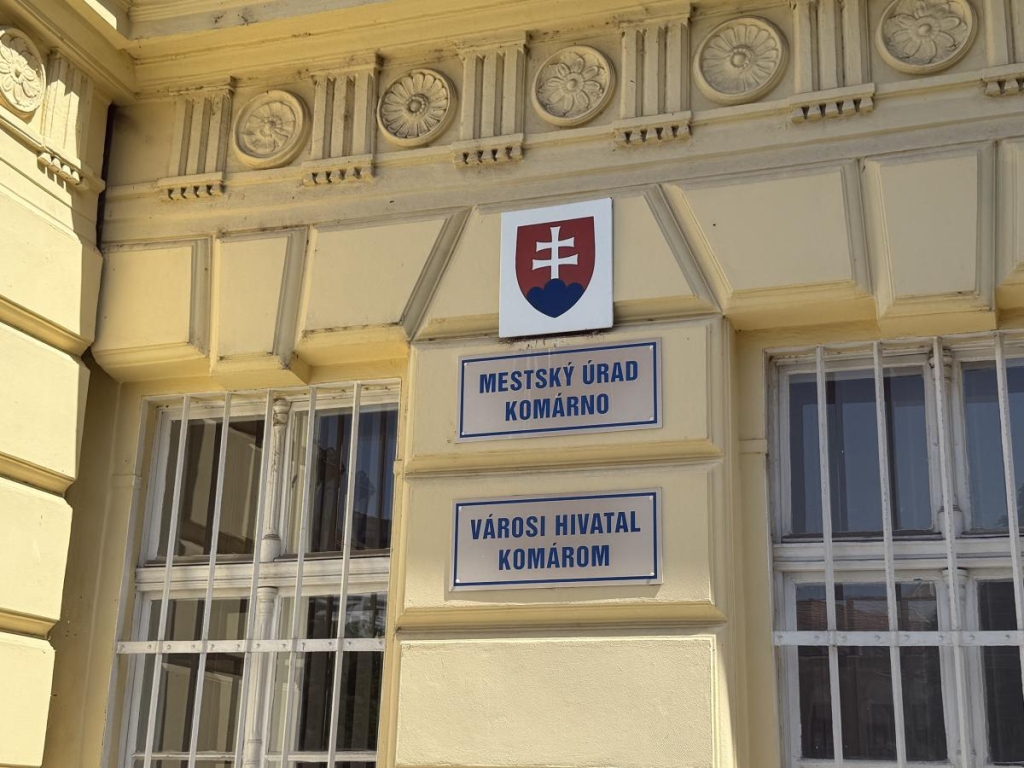 MESTSKÝ ÚRAD
KOMÁRNO
VÁROSI HIVATAL
KOMÁROM